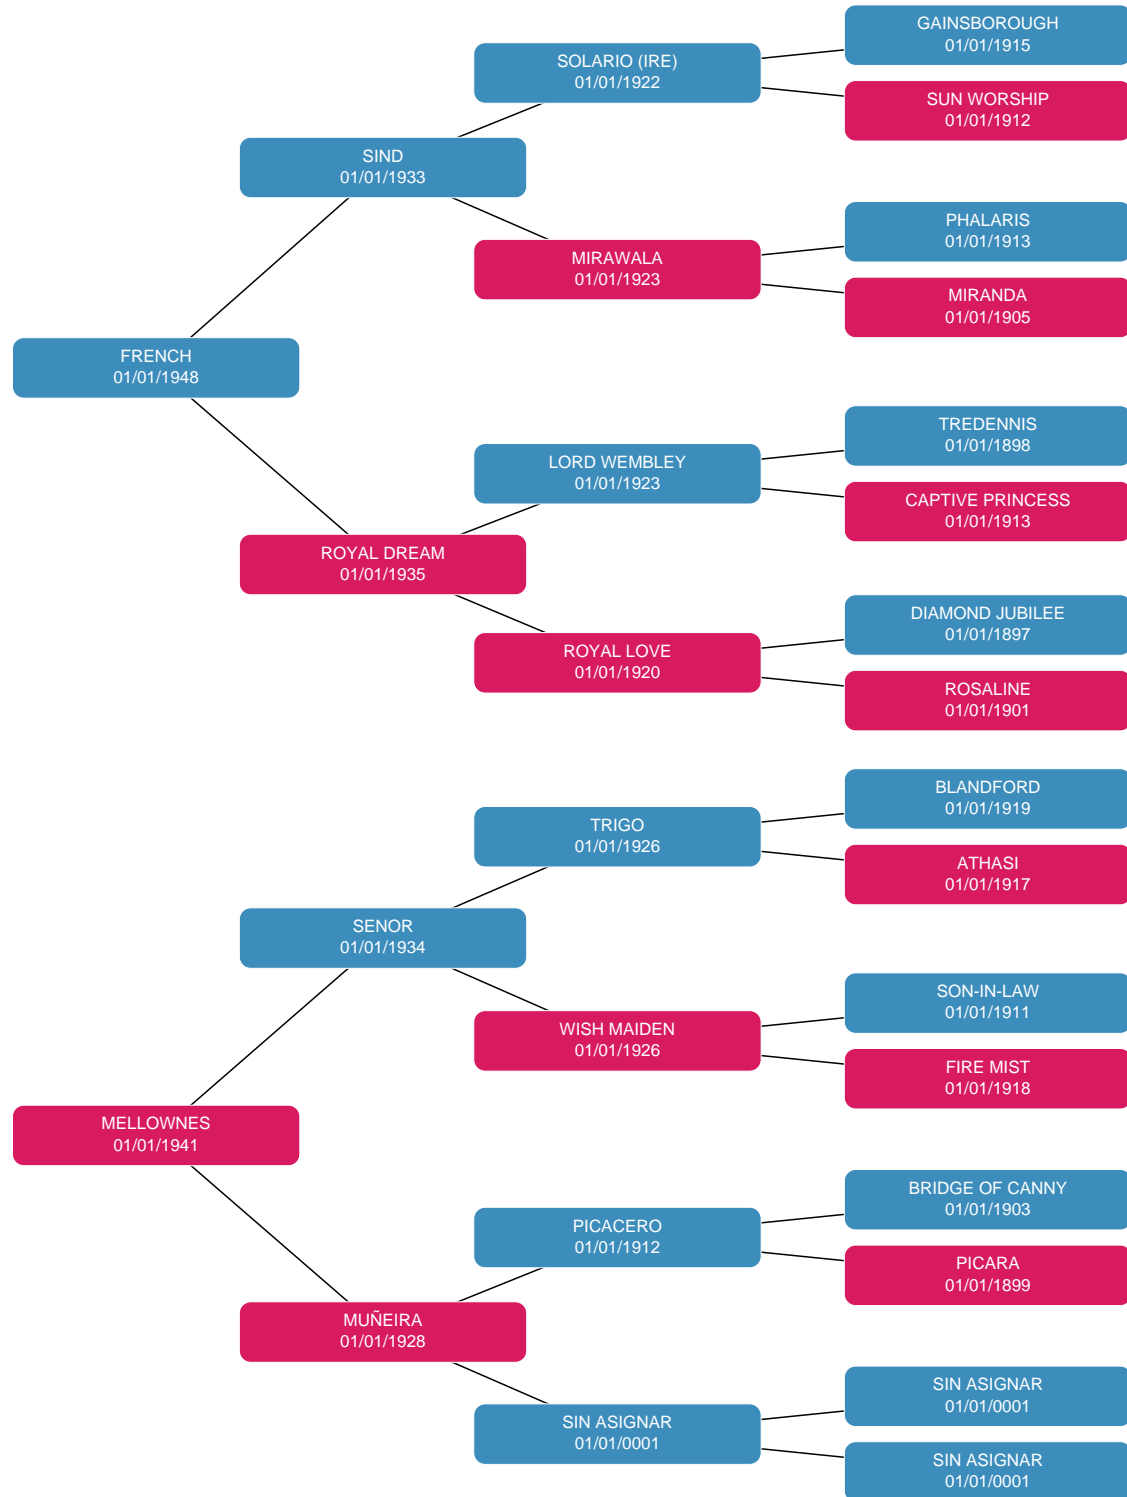 GAINSBOROUGH
01/01/1915
SOLARIO (IRE)
01/01/1922
SUN WORSHIP
01/01/1912
SIND
01/01/1933
PHALARIS
01/01/1913
MIRAWALA
01/01/1923
MIRANDA
01/01/1905
FRENCH
01/01/1948
TREDENNIS
01/01/1898
LORD WEMBLEY
01/01/1923
CAPTIVE PRINCESS
01/01/1913
ROYAL DREAM
01/01/1935
DIAMOND JUBILEE
01/01/1897
ROYAL LOVE
01/01/1920
ROSALINE
01/01/1901
BLANDFORD
01/01/1919
TRIGO
01/01/1926
ATHASI
01/01/1917
SENOR
01/01/1934
SON-IN-LAW
01/01/1911
WISH MAIDEN
01/01/1926
FIRE MIST
01/01/1918
MELLOWNES
01/01/1941
BRIDGE OF CANNY
01/01/1903
PICACERO
01/01/1912
PICARA
01/01/1899
MUÑEIRA
01/01/1928
SIN ASIGNAR
01/01/0001
SIN ASIGNAR
01/01/0001
SIN ASIGNAR
01/01/0001